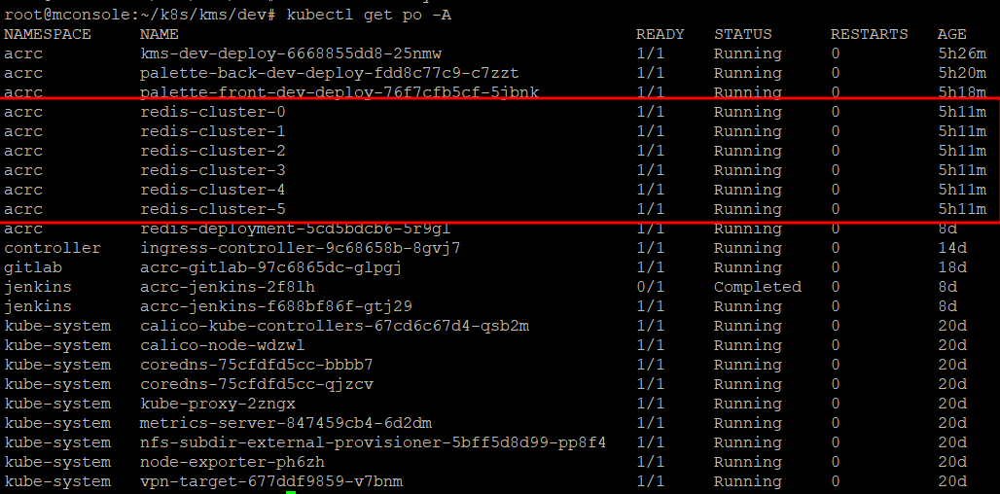 root@mconsole:~/k8s/kms/dev# kubectl get po -A
NAMESPACE NAME READY STATUS RESTARTS AGE
acrc kms-dev-deploy-6668855dd8-25nmw 1/1 Running 0 5h26m
acrc palette-back-dev-deploy-fdd8c77c9-c7zzt 1/1 Running 0 5h20m
acrc palette-front-dev-deploy-76f7cfb5cf-5jbnk 1/1 Running 0 5h18m
acrc redis-cluster-0 1/1 Running 0 5h11m
acrc redis-cluster-1 1/1 Running 0 5h11m
acrc redis-cluster-2 1/1 Running 0 5h11m
acrc redis-cluster-3 1/1 Running 0 5h11m
acrc redis-cluster-4 1/1 Running 0 5h11m
acrc redis-cluster-5 1/1 Running 0 5h11m
acrc redis-deployment-5cd5bdcb6-5r9gl 1/1 Running 0 8d
controller ingress-controller-9c68658b-8gvj7 1/1 Running 0 14d
gitlab acrc-gitlab-97c6865dc-glpgj 1/1 Running 0 18d
jenkins acrc-jenkins-2f8lh 0/1 Completed 0 8d
jenkins acrc-jenkins-f688bf86f-gtj29 1/1 Running 0 8d
kube-system calico-kube-controllers-67cd6c67d4-qsb2m 1/1 Running 0 20d
kube-system calico-node-wdzwl 1/1 Running 0 20d
kube-system coredns-75cfdfd5cc-bbbb7 1/1 Running 0 20d
kube-system coredns-75cfdfd5cc-qjzcv 1/1 Running 0 20d
kube-system kube-proxy-2zngx 1/1 Running 0 20d
kube-system metrics-server-847459cb4-6d2dm 1/1 Running 0 20d
kube-system nfs-subdir-external-provisioner-5bff5d8d99-pp8f4 1/1 Running 0 20d
kube-system node-exporter-ph6zh 1/1 Running 0 20d
kube-system vpn-target-677ddf9859-v7bnm 1/1 Running 0 20d